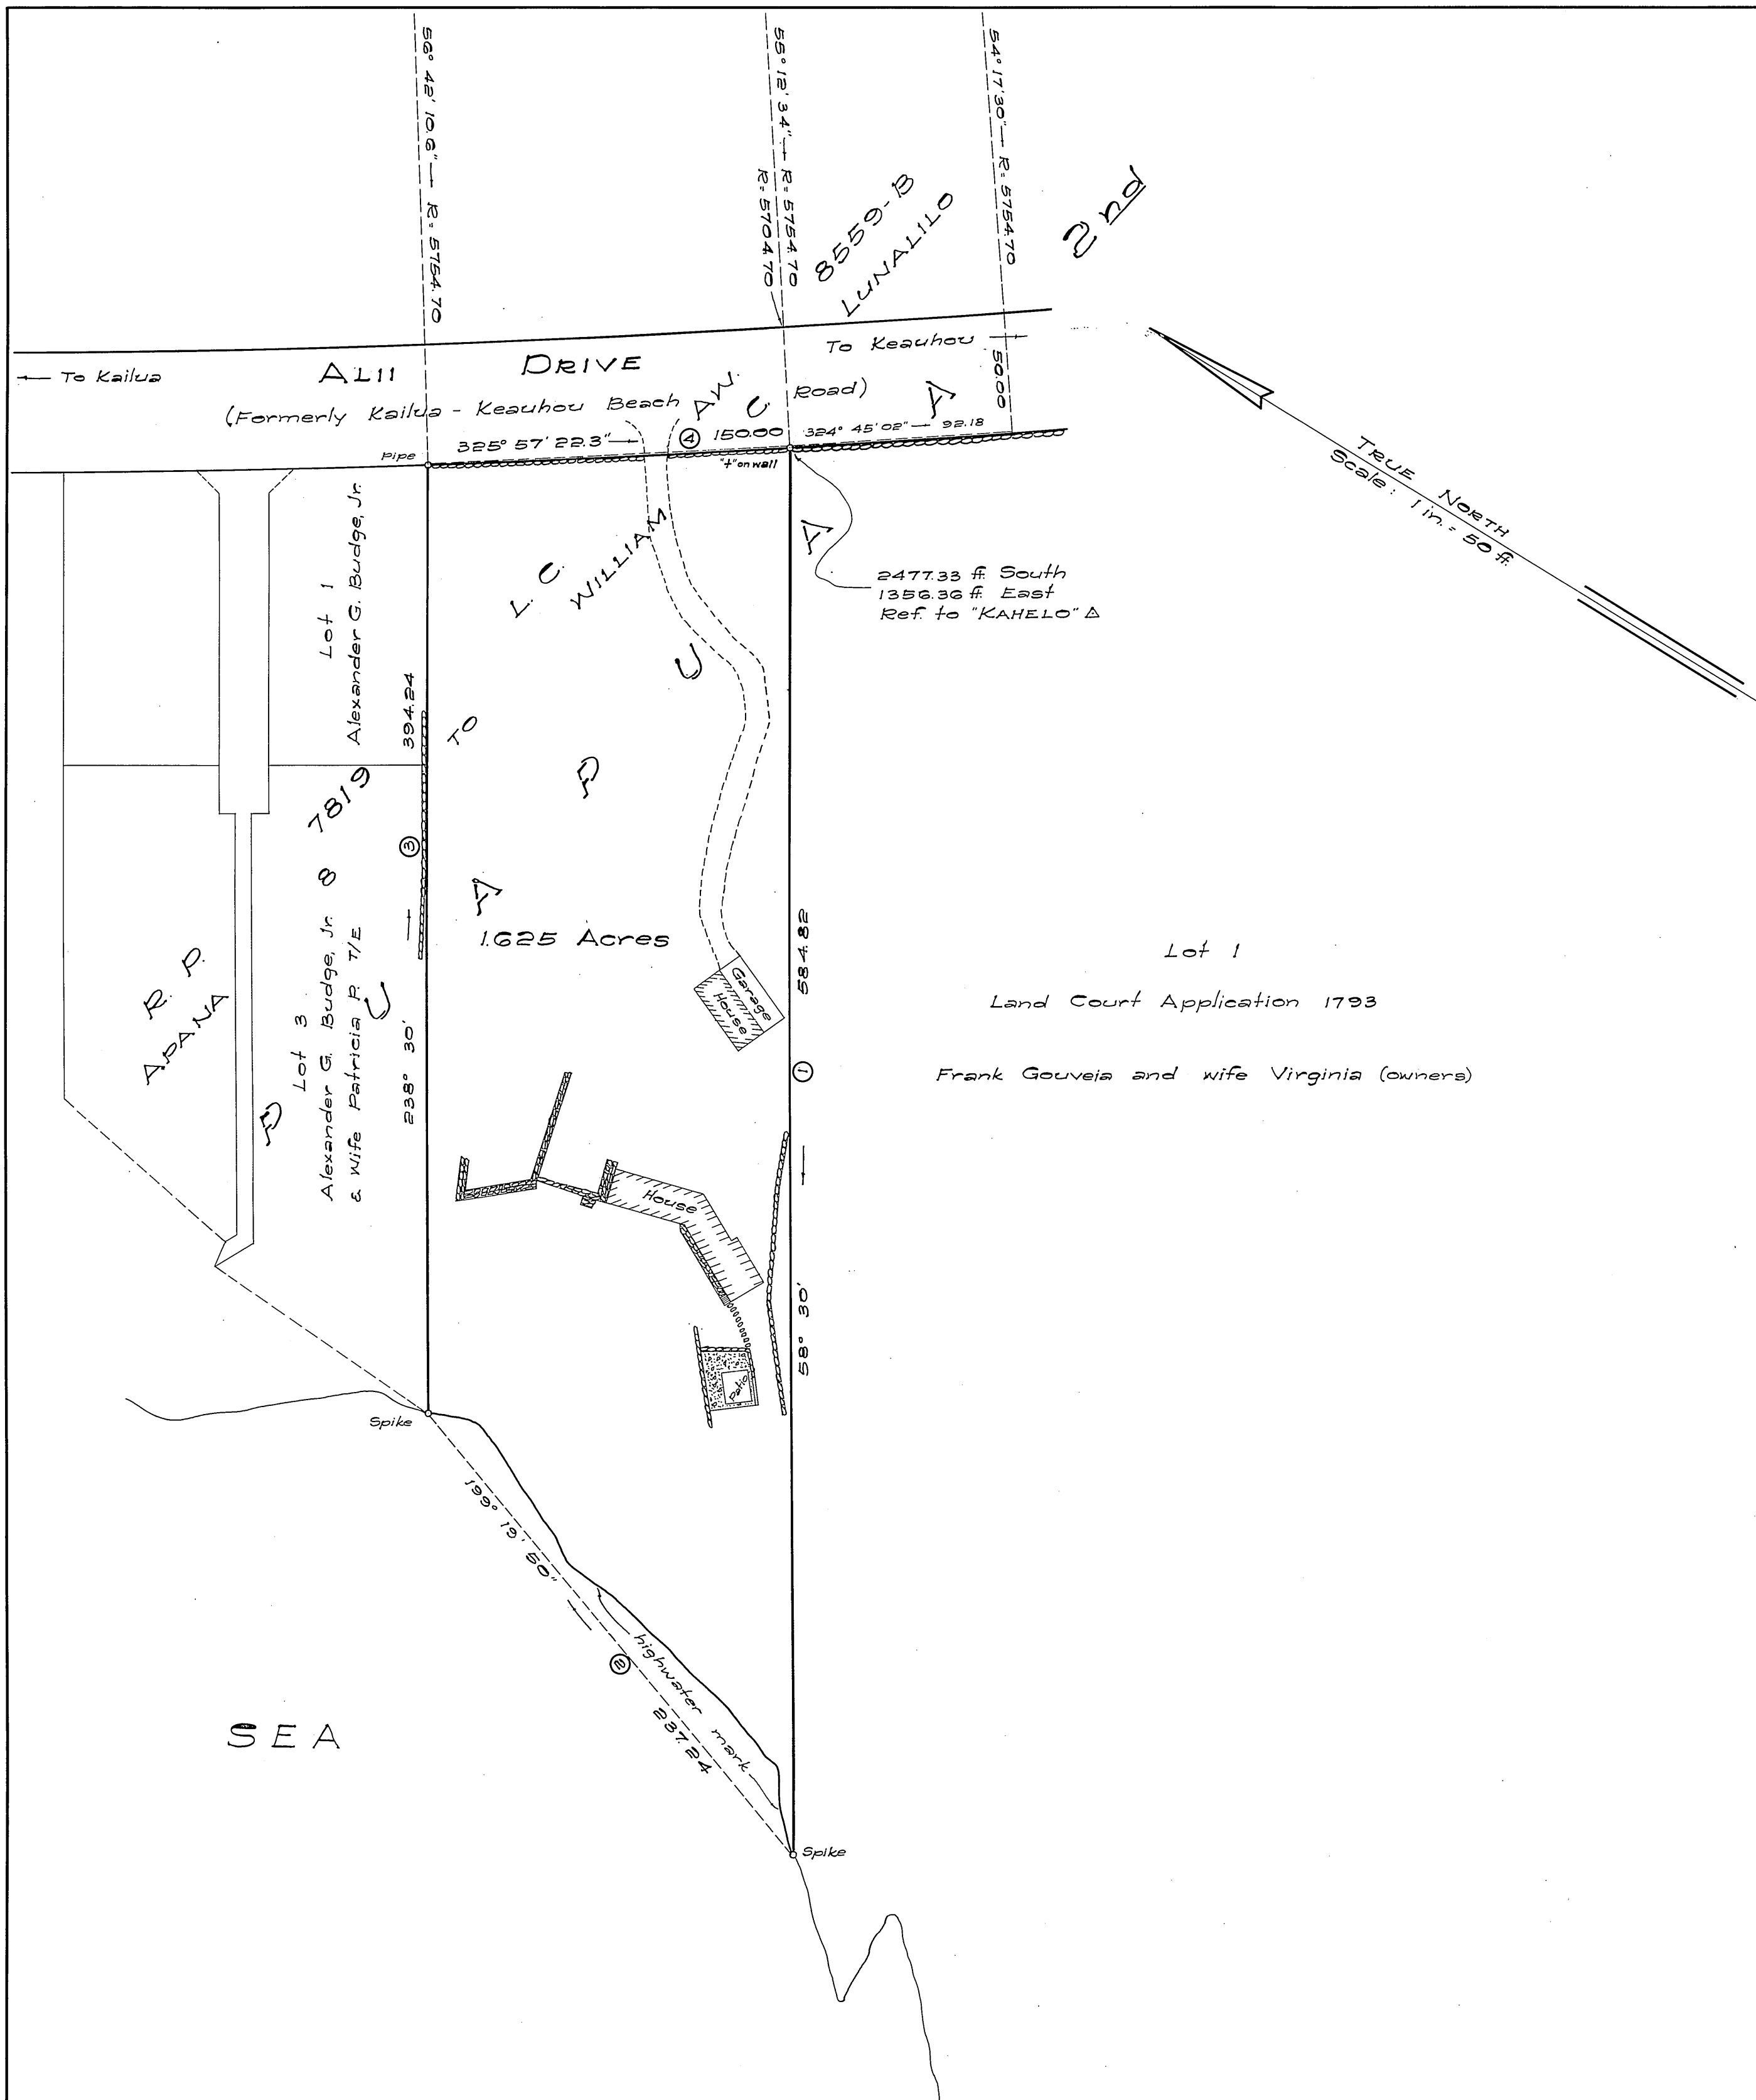 56° 42' 10.6" — R = 5754.70
55° 12' 34" — R = 5754.70
R = 5704.70
54° 17' 30" — R = 5754.70
2nd
8559-B
LUNALILO
ALII DRIVE
To Keauhou
← To Kailua
(Formerly Kailua - Keauhou Beach Road)
50.00
AW.
C.
A
325° 57' 22.3"
4
150.00
324° 45' 02" — 92.18
Pipe
"+" on wall
TRUE NORTH
Scale: 1 in. = 50 ft.
Lot 1
Alexander G. Budge, Jr.
L. C.
WILLIAM
A
2477.33 ft. South
1356.36 ft. East
Ref. to "KAHELO" △
U
394.24
TO
P
7819
8
3
A
1.625 Acres
584.82
Lot 1
Land Court Application 1793
Frank Gouveia and wife Virginia (owners)
R. P.
APANA
Lot 3
Alexander G. Budge, Jr.
& Wife Patricia P. T/E
U
P
238° 30'
Garage
House
1
House
58° 30'
Patio
Spike
199° 19' 50"
2
highwater mark
237.24
SEA
Spike